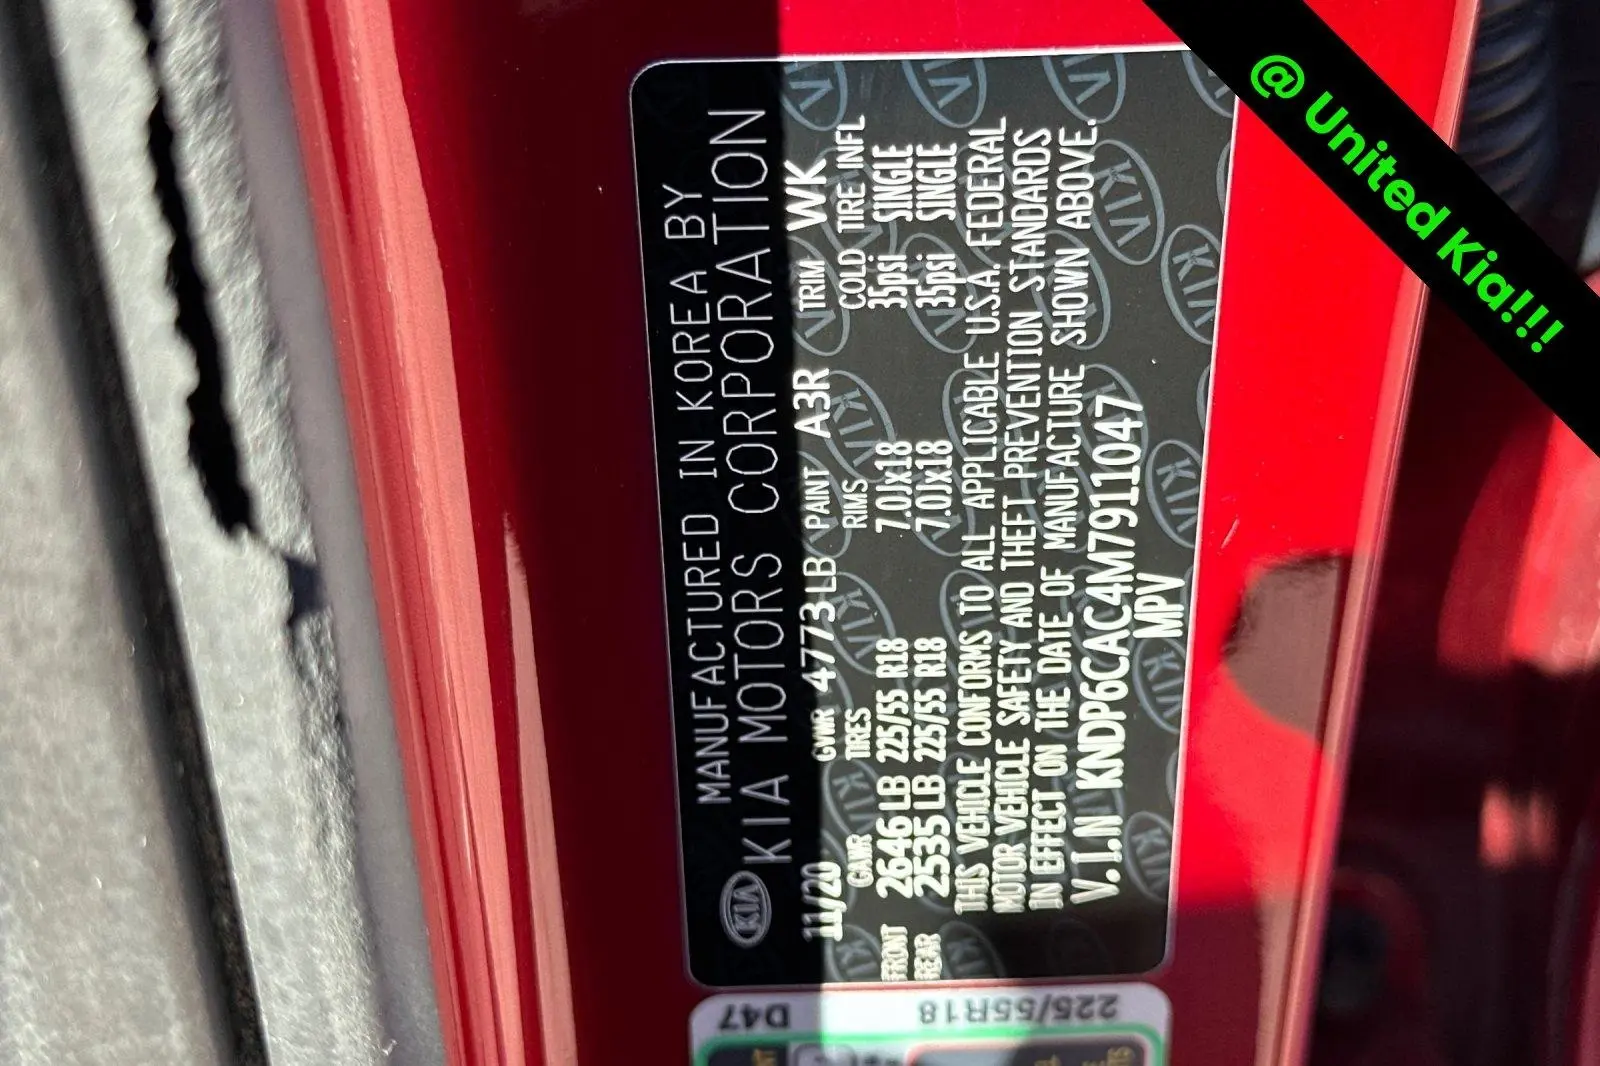 MANUFACTURED IN KOREA BY
KIA KIA MOTORS CORPORATION
11/20 GVWR 4773LB PAINT A3R TRIM WK
GAWR TIRES RIMS COLD TIRE INFL
FRONT 2646LB 225/55 R18 7.0Jx18 35psi SINGLE
REAR 2535LB 225/55 R18 7.0Jx18 35psi SINGLE
THIS VEHICLE CONFORMS TO ALL APPLICABLE U.S.A. FEDERAL
MOTOR VEHICLE SAFETY AND THEFT PREVENTION STANDARDS
IN EFFECT ON THE DATE OF MANUFACTURE SHOWN ABOVE.
V.I.N KNDP6CAC4M7911047
MPV
225/55R18
D47
@ United Kia!!!